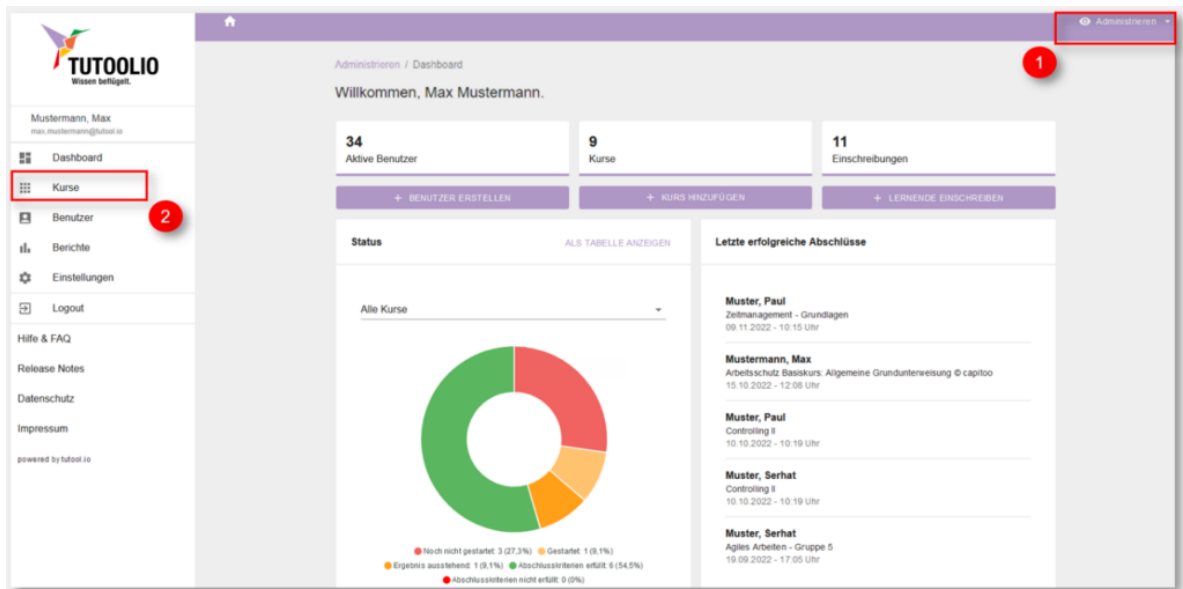 TUTOOLIO
Wissen beflügelt.
Administrieren
1
Mustermann, Max
max.mustermann@tutool.io
Dashboard
Kurse
2
Benutzer
Berichte
Einstellungen
Logout
Hilfe & FAQ
Release Notes
Datenschutz
Impressum
powered by tutool.io
Administrieren / Dashboard
Willkommen, Max Mustermann.
34
Aktive Benutzer
9
Kurse
11
Einschreibungen
+ BENUTZER ERSTELLEN
+ KURS HINZUFÜGEN
+ LERNENDE EINSCHREIBEN
Status
ALS TABELLE ANZEIGEN
Alle Kurse
Noch nicht gestartet: 3 (27,3%) Gestartet: 1 (9,1%)
Ergebnis ausstehend: 1 (9,1%) Abschlusskriterien erfüllt: 6 (54,5%)
Abschlusskriterien nicht erfüllt: 0 (0%)
Letzte erfolgreiche Abschlüsse
Muster, Paul
Zeitmanagement - Grundlagen
09.11.2022 - 10:15 Uhr
Mustermann, Max
Arbeitsschutz Basiskurs: Allgemeine Grundunterweisung © capitoo
15.10.2022 - 12:08 Uhr
Muster, Paul
Controlling II
10.10.2022 - 10:19 Uhr
Muster, Serhat
Controlling II
10.10.2022 - 10:19 Uhr
Muster, Serhat
Agiles Arbeiten - Gruppe 5
19.09.2022 - 17:05 Uhr